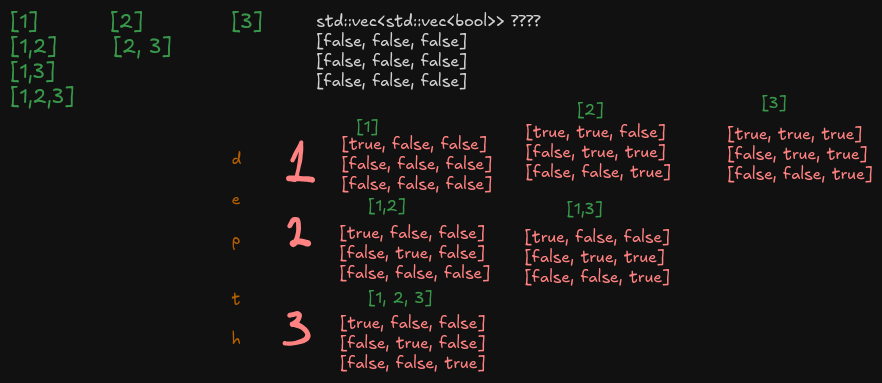 [1] [2] [3]
[1,2] [2, 3]
[1,3]
[1,2,3]
std::vec<std::vec<bool>> ????
[false, false, false]
[false, false, false]
[false, false, false]
depth
1
[1]
[true, false, false]
[false, false, false]
[false, false, false]
[2]
[true, true, false]
[false, true, true]
[false, false, true]
[3]
[true, true, true]
[false, true, true]
[false, false, true]
2
[1,2]
[true, false, false]
[false, true, false]
[false, false, false]
[1,3]
[true, false, false]
[false, true, true]
[false, false, true]
3
[1, 2, 3]
[true, false, false]
[false, true, false]
[false, false, true]